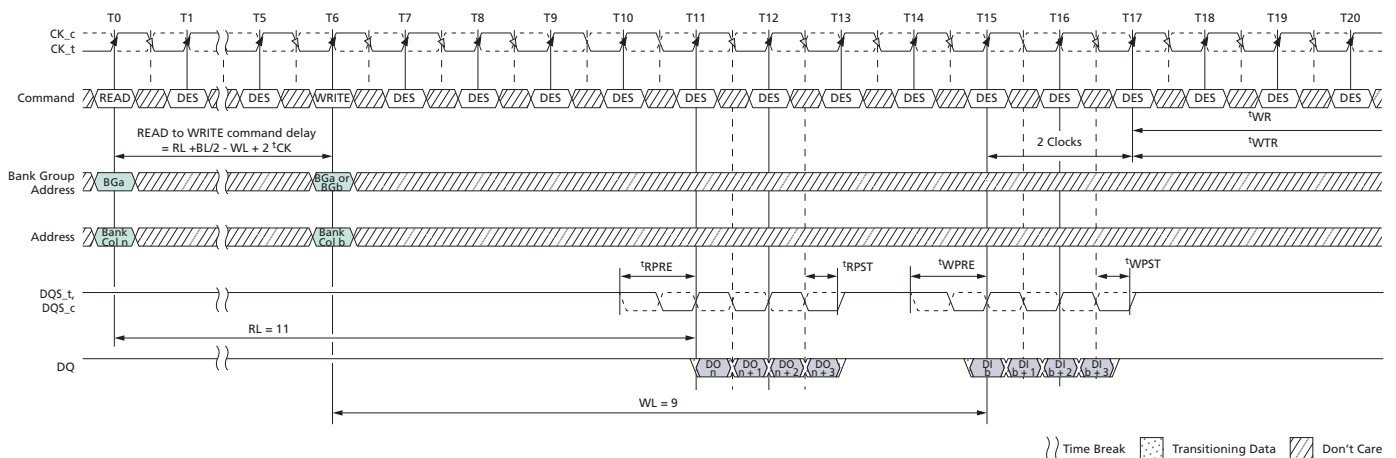 T0 T1 T5 T6 T7 T8 T9 T10 T11 T12 T13 T14 T15 T16 T17 T18 T19 T20
CK_c
CK_t
Command READ DES DES WRITE DES DES DES DES DES DES DES DES DES DES DES DES DES DES
tWR
READ to WRITE command delay
= RL +BL/2 - WL + 2 tCK
2 Clocks
tWTR
Bank Group
Address
BGa
BGa or
BGb
Address
Bank
Col n
Bank
Col b
tRPRE tRPST tWPRE tWPST
DQS_t,
DQS_c
RL = 11
DQ
DO
n
DO
n + 1
DO
n + 2
DO
n + 3
DI
b
DI
b + 1
DI
b + 2
DI
b + 3
WL = 9
Time Break Transitioning Data Don't Care